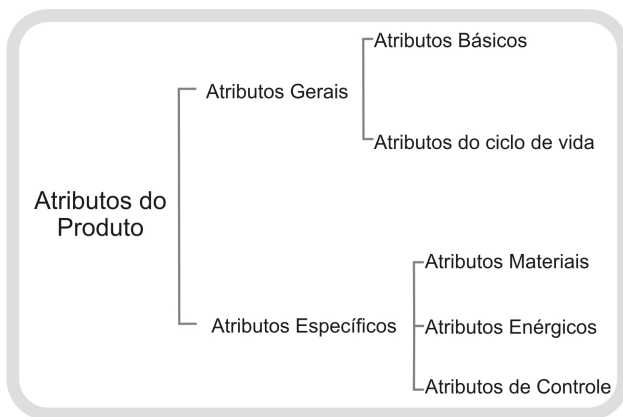 Atributos Básicos
Atributos Gerais
Atributos do ciclo de vida
Atributos do
Produto
Atributos Materiais
Atributos Específicos
Atributos Enérgicos
Atributos de Controle